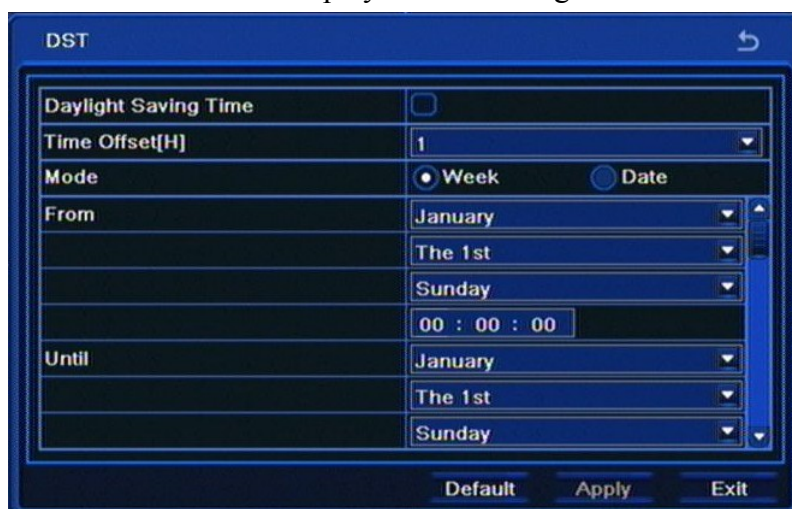 DST
Daylight Saving Time
Time Offset[H] 1
Mode Week Date
From January
The 1st
Sunday
00 : 00 : 00
Until January
The 1st
Sunday
Default Apply Exit